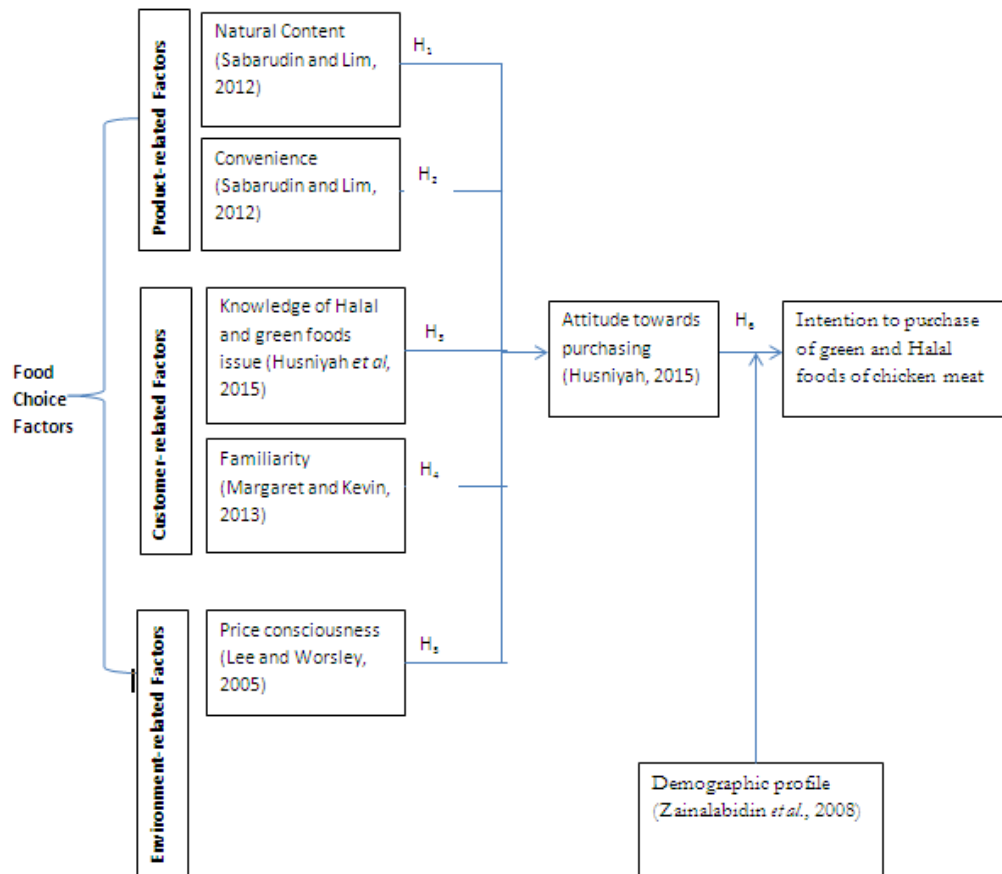 Food
Choice
Factors
Product-related Factors
Natural Content
(Sabarudin and Lim,
2012)
H₁
Convenience
(Sabarudin and Lim,
2012)
H₂
Customer-related Factors
Knowledge of Halal
and green foods
issue (Husniyah et al,
2015)
H₃
Familiarity
(Margaret and Kevin,
2013)
H₄
Environment-related Factors
Price consciousness
(Lee and Worsley,
2005)
H₅
Attitude towards
purchasing
(Husniyah, 2015)
H₆
Intention to purchase
of green and Halal
foods of chicken meat
Demographic profile
(Zainalabidin et al., 2008)